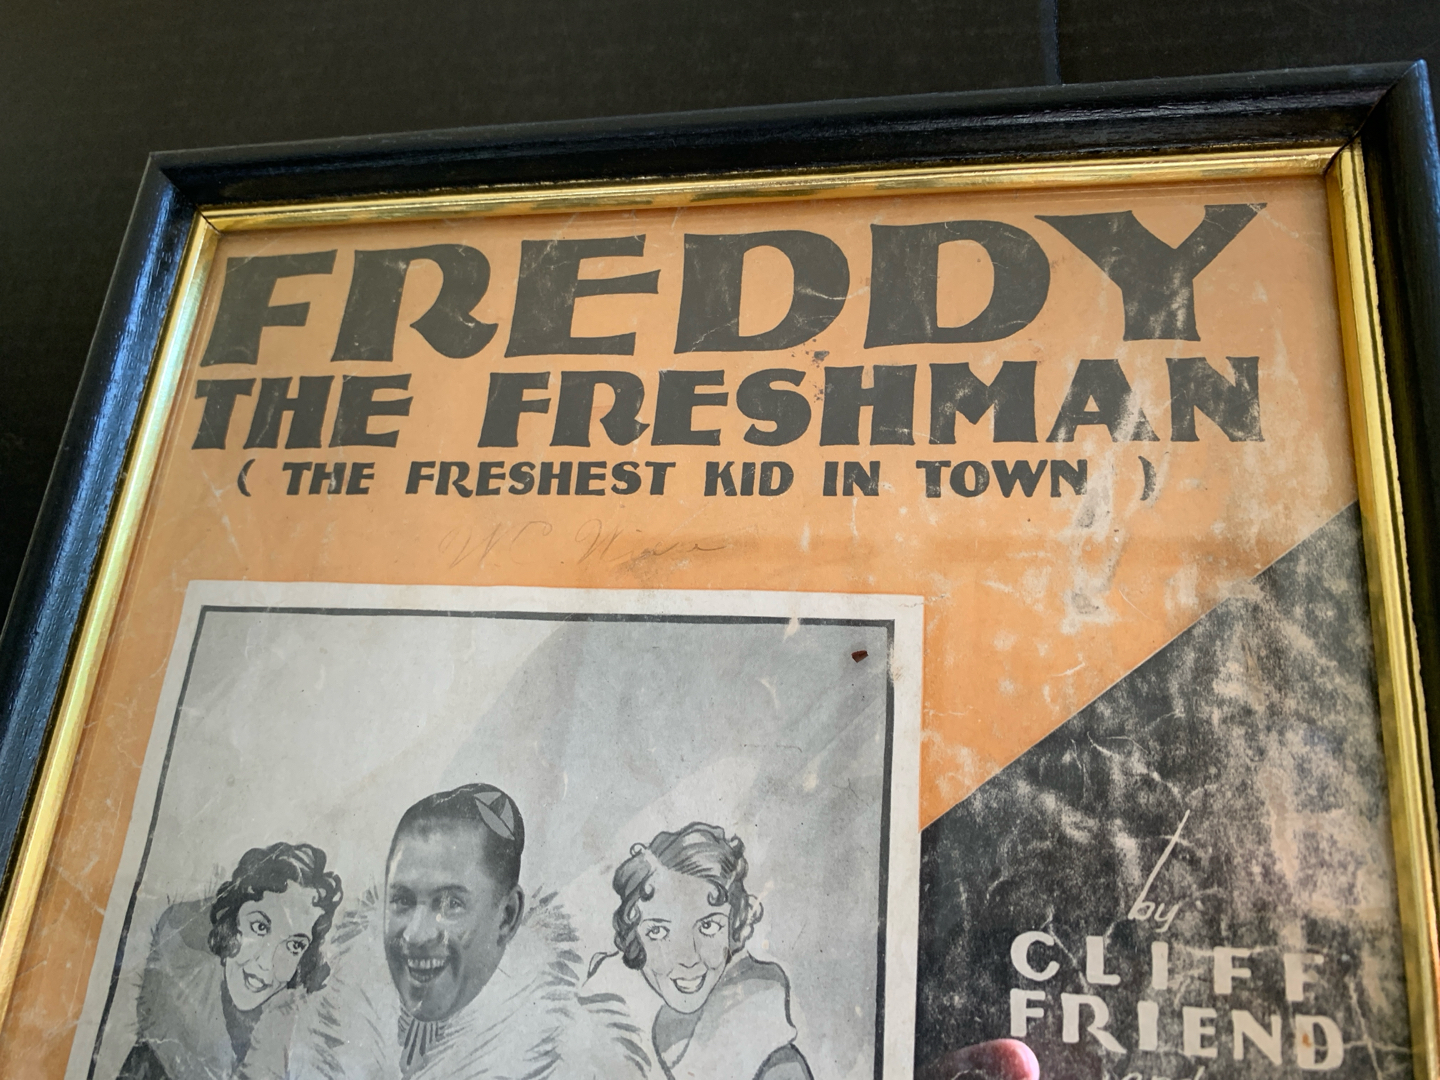 FREDDY
THE FRESHMAN
( THE FRESHEST KID IN TOWN )
W.C.
by
CLIFF
FRIEND